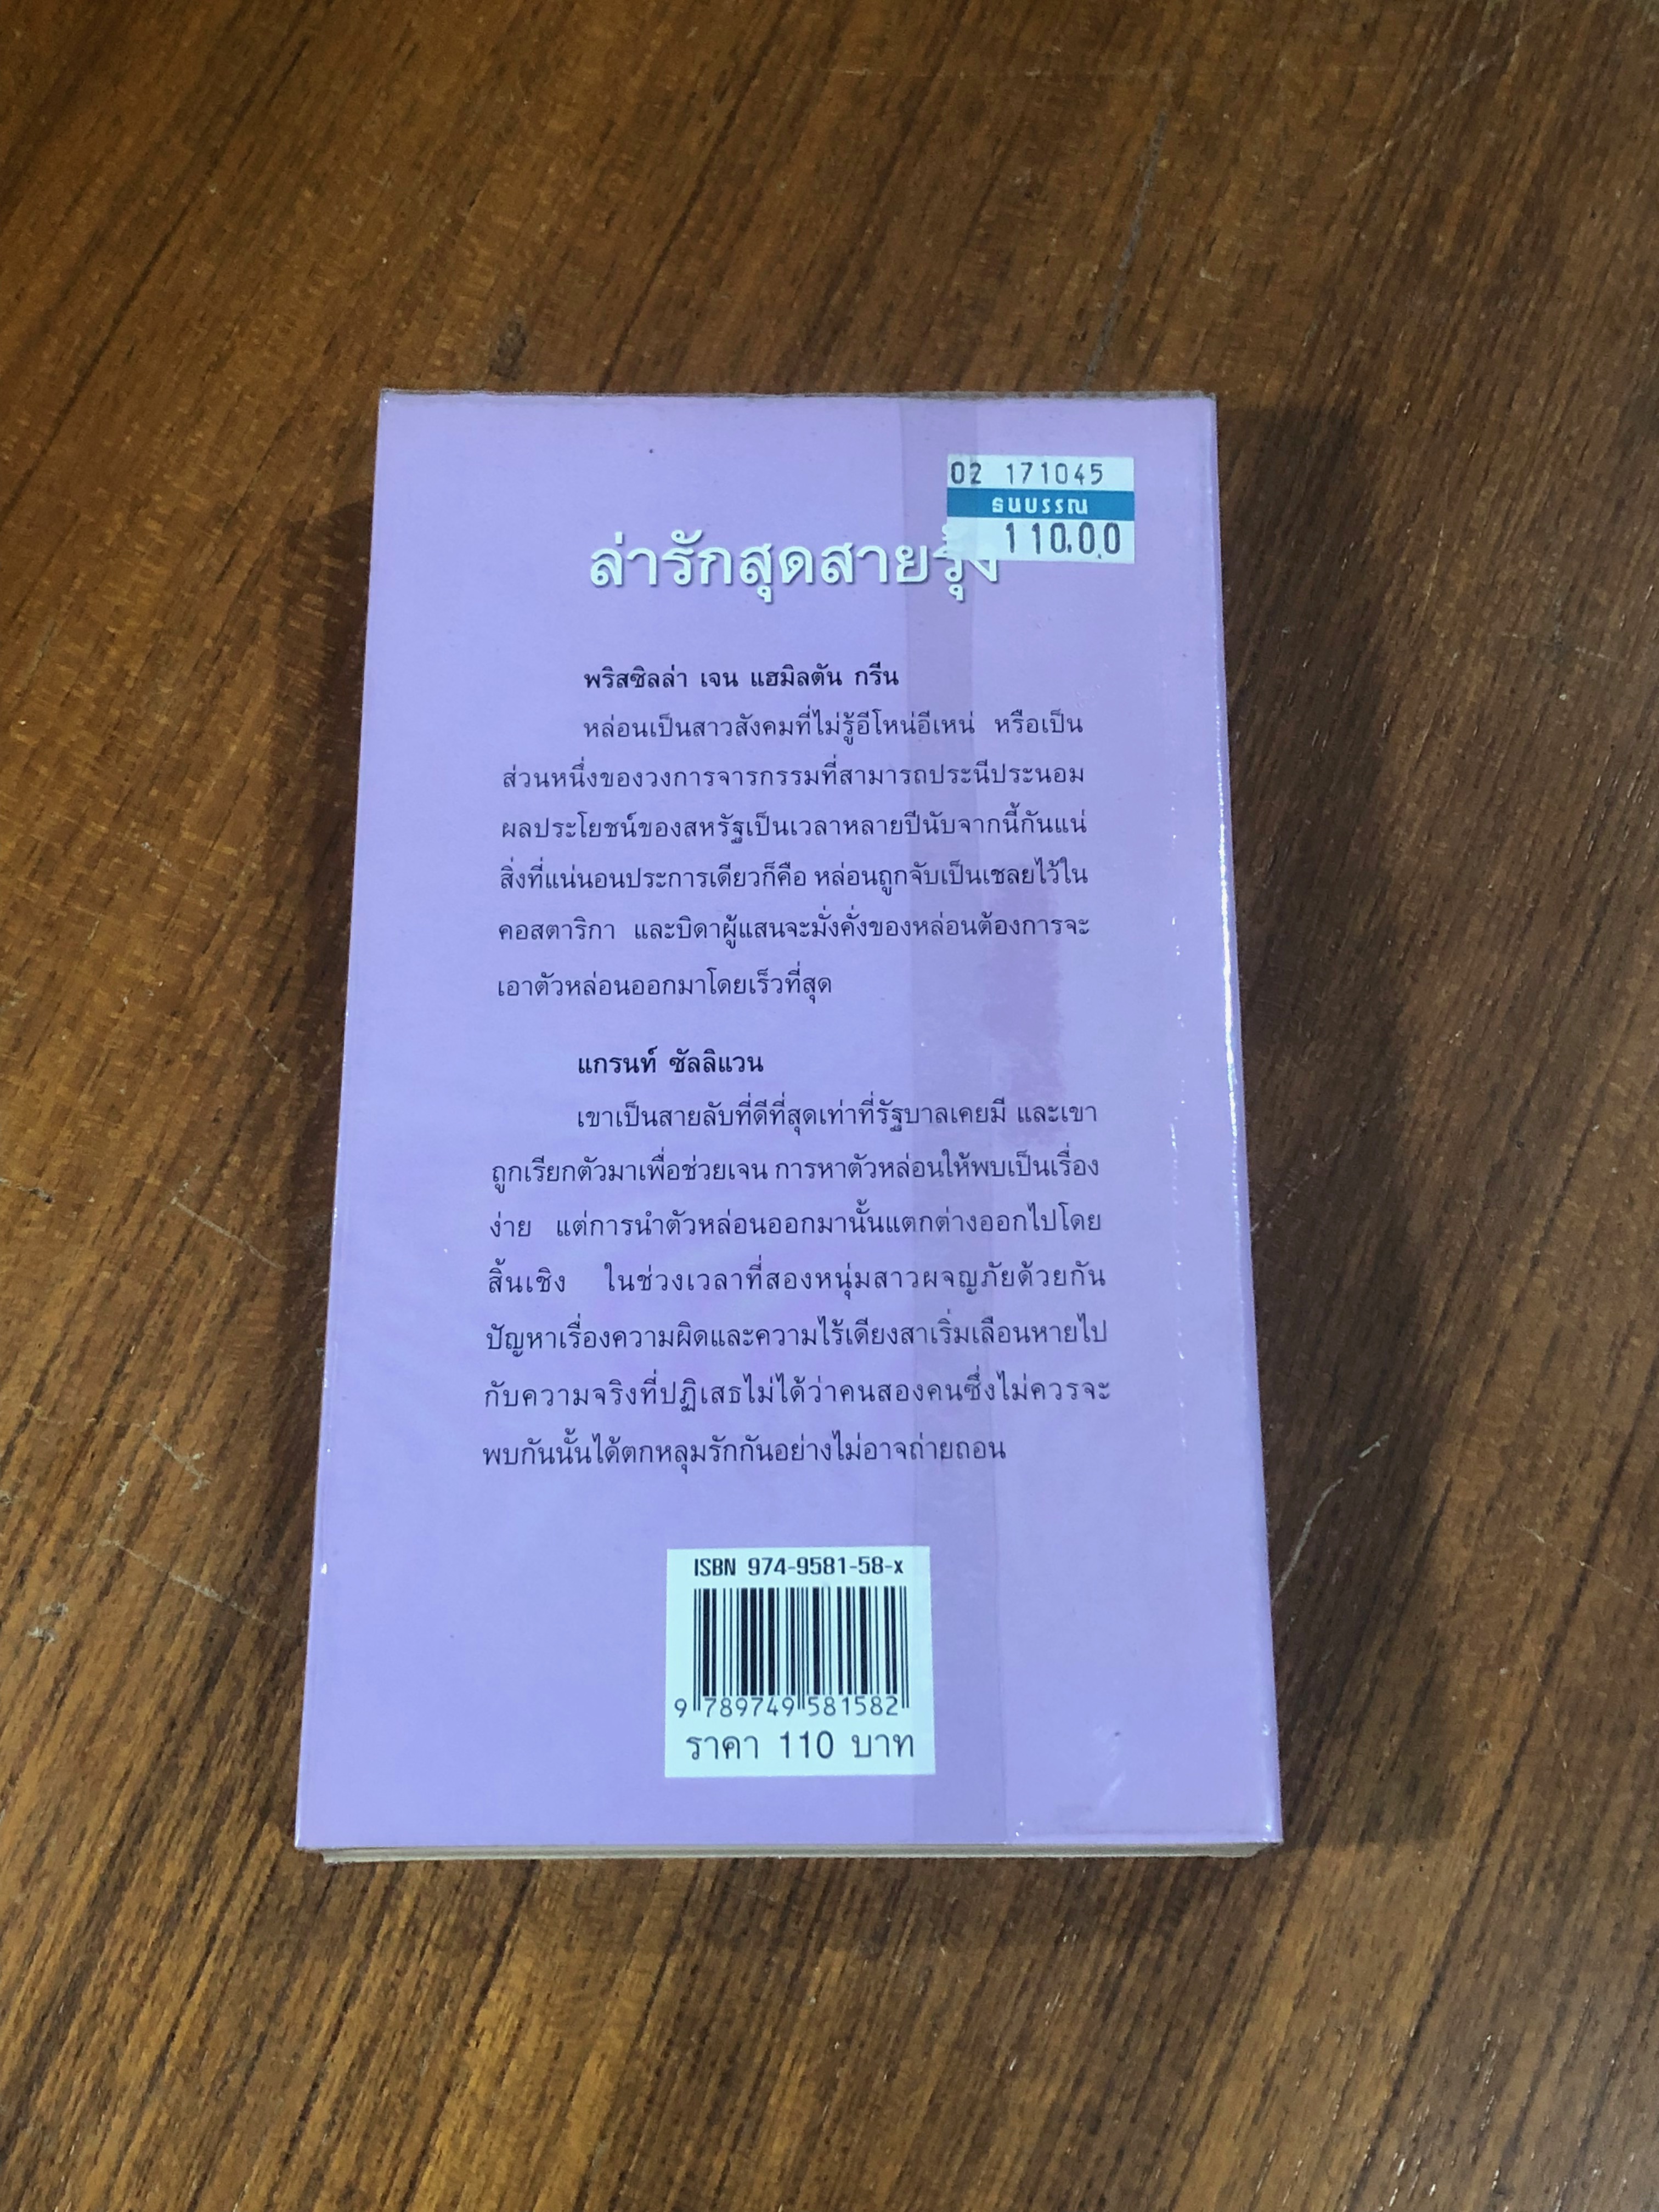 02 171045
ธนบรรณ
110.00
ล่ารักสุดสายรุ้ง
พริสซิลล่า เจน แฮมิลตัน กรีน
หล่อนเป็นสาวสังคมที่ไม่รู้อีโหน่อีเหน่ หรือเป็น
ส่วนหนึ่งของวงการจารกรรมที่สามารถประนีประนอม
ผลประโยชน์ของสหรัฐเป็นเวลาหลายปีนับจากนี้กันแน่
สิ่งที่แน่นอนประการเดียวก็คือ หล่อนถูกจับเป็นเชลยไว้ใน
คอสตาริกา และบิดาผู้แสนจะมั่งคั่งของหล่อนต้องการจะ
เอาตัวหล่อนออกมาโดยเร็วที่สุด
แกรนท์ ซัลลิแวน
เขาเป็นสายลับที่ดีที่สุดเท่าที่รัฐบาลเคยมี และเขา
ถูกเรียกตัวมาเพื่อช่วยเจน การหาตัวหล่อนให้พบเป็นเรื่อง
ง่าย แต่การนำตัวหล่อนออกมานั้นแตกต่างออกไปโดย
สิ้นเชิง ในช่วงเวลาที่สองหนุ่มสาวผจญภัยด้วยกัน
ปัญหาเรื่องความผิดและความไร้เดียงสาเริ่มเลือนหายไป
กับความจริงที่ปฏิเสธไม่ได้ว่าคนสองคนซึ่งไม่ควรจะ
พบกันนั้นได้ตกหลุมรักกันอย่างไม่อาจถ่ายถอน
ISBN 974-9581-58-x
9 789749 581582
ราคา 110 บาท